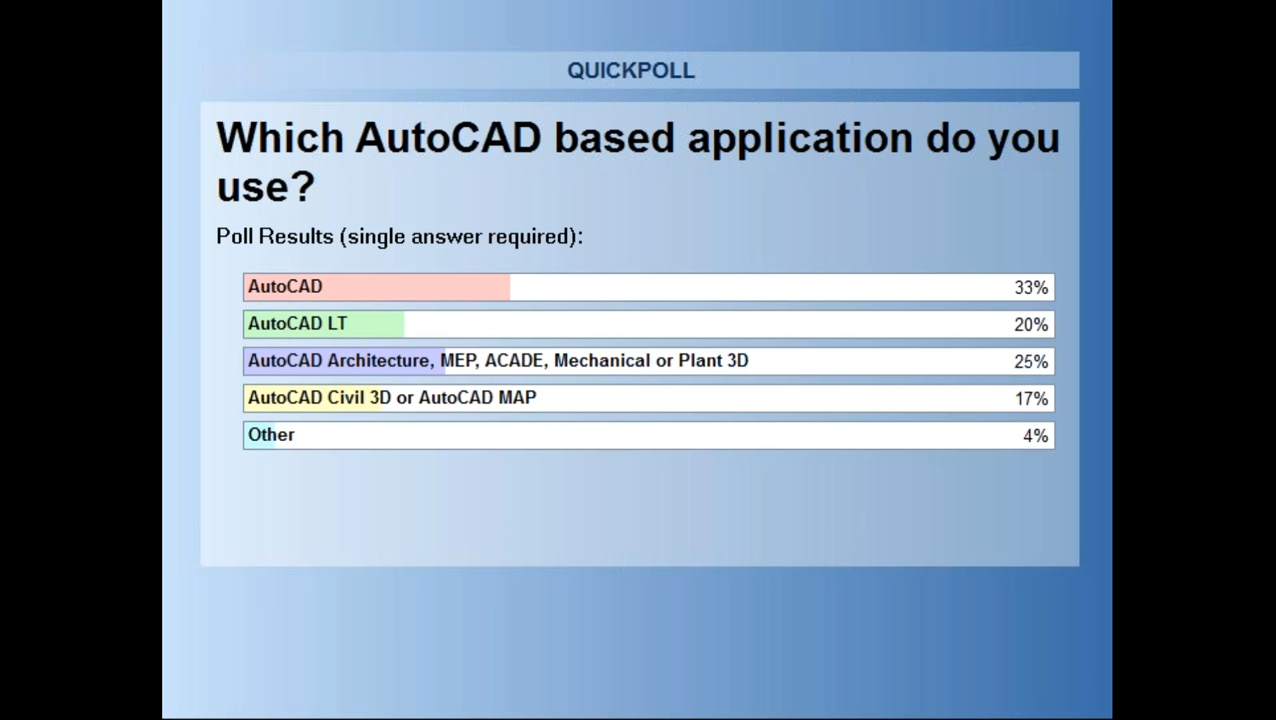 QUICKPOLL
Which AutoCAD based application do you
use?
Poll Results (single answer required):
AutoCAD 33%
AutoCAD LT 20%
AutoCAD Architecture, MEP, ACADE, Mechanical or Plant 3D 25%
AutoCAD Civil 3D or AutoCAD MAP 17%
Other 4%